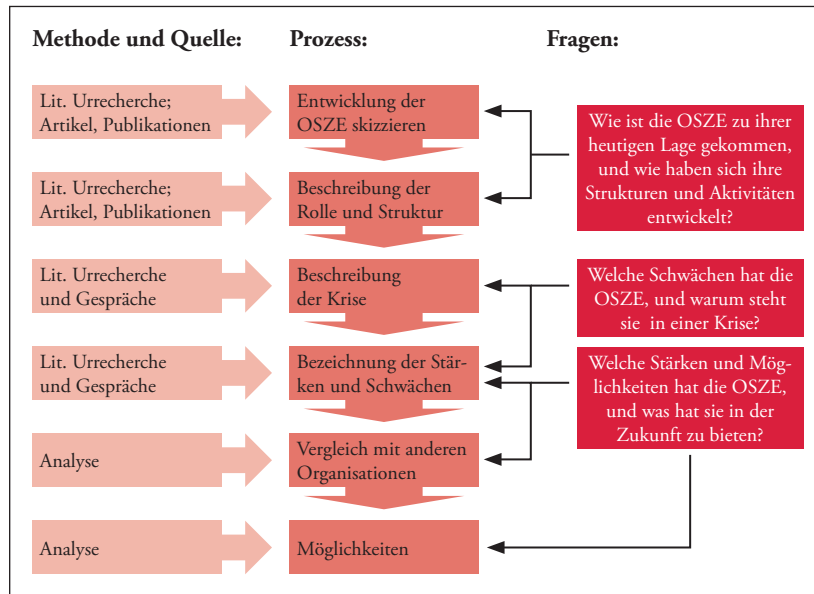 Methode und Quelle:
Prozess:
Fragen:
Lit. Urrecherche;
Artikel, Publikationen
Entwicklung der
OSZE skizzieren
Wie ist die OSZE zu ihrer
heutigen Lage gekommen,
und wie haben sich ihre
Strukturen und Aktivitäten
entwickelt?
Lit. Urrecherche;
Artikel, Publikationen
Beschreibung der
Rolle und Struktur
Lit. Urrecherche
und Gespräche
Beschreibung
der Krise
Welche Schwächen hat die
OSZE, und warum steht
sie in einer Krise?
Lit. Urrecherche
und Gespräche
Bezeichnung der Stär-
ken und Schwächen
Welche Stärken und Mög-
lichkeiten hat die OSZE,
und was hat sie in der
Zukunft zu bieten?
Analyse
Vergleich mit anderen
Organisationen
Analyse
Möglichkeiten